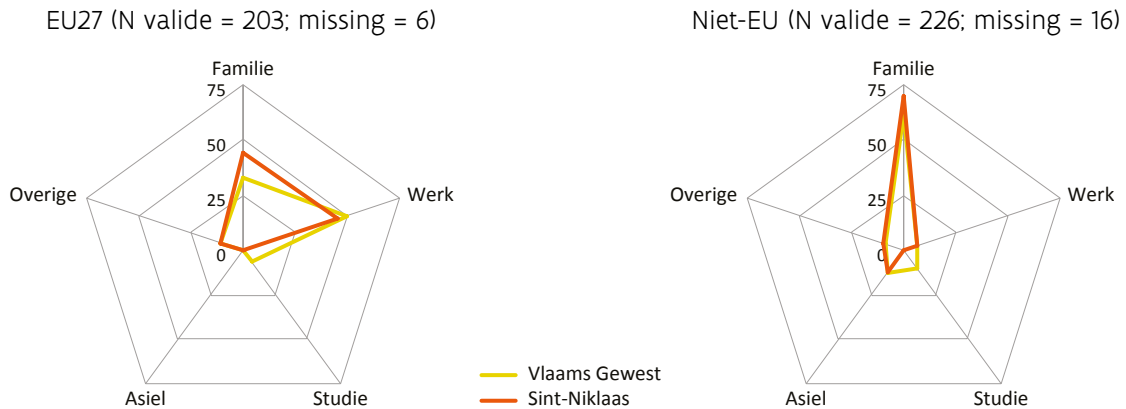 EU27 (N valide = 203; missing = 6)
Familie
75
50
25
0
Overige
Werk
Asiel
Studie
Niet-EU (N valide = 226; missing = 16)
Familie
75
50
25
0
Overige
Werk
Asiel
Studie
Vlaams Gewest
Sint-Niklaas